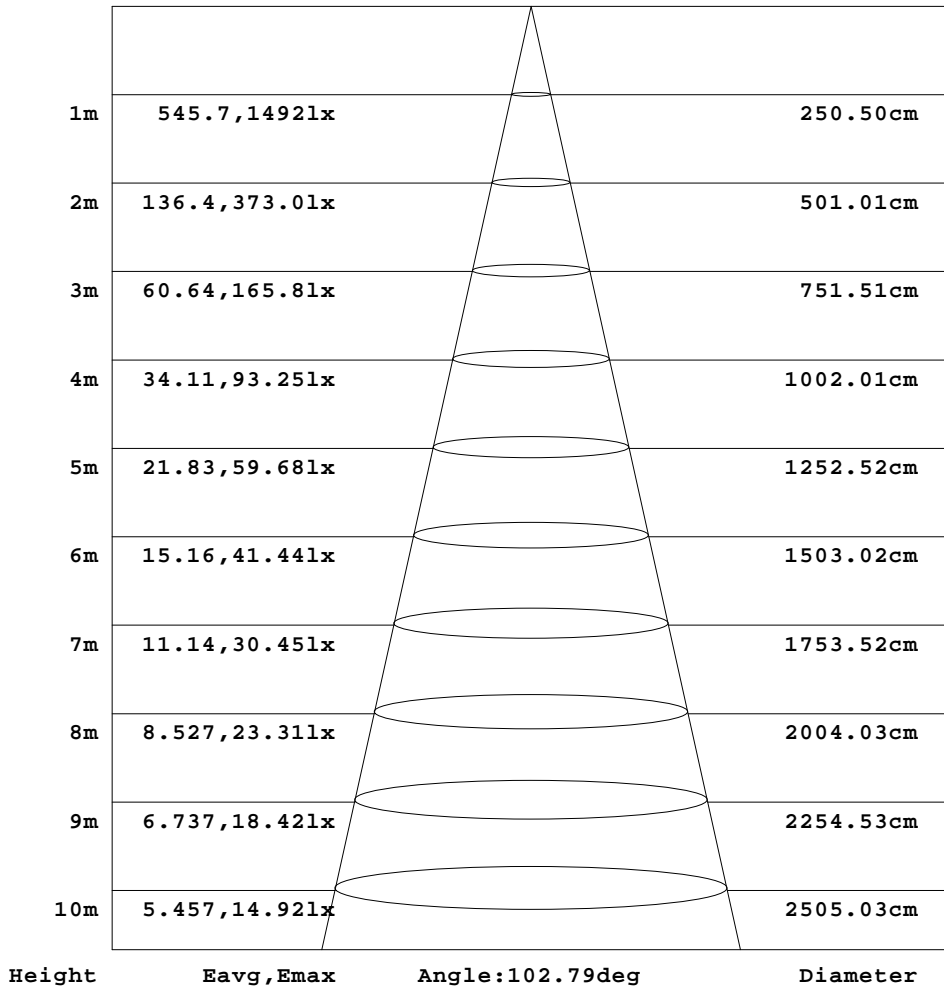 1m 545.7,1492lx 250.50cm
2m 136.4,373.0lx 501.01cm
3m 60.64,165.8lx 751.51cm
4m 34.11,93.25lx 1002.01cm
5m 21.83,59.68lx 1252.52cm
6m 15.16,41.44lx 1503.02cm
7m 11.14,30.45lx 1753.52cm
8m 8.527,23.31lx 2004.03cm
9m 6.737,18.42lx 2254.53cm
10m 5.457,14.92lx 2505.03cm
Height Eavg,Emax Angle:102.79deg Diameter